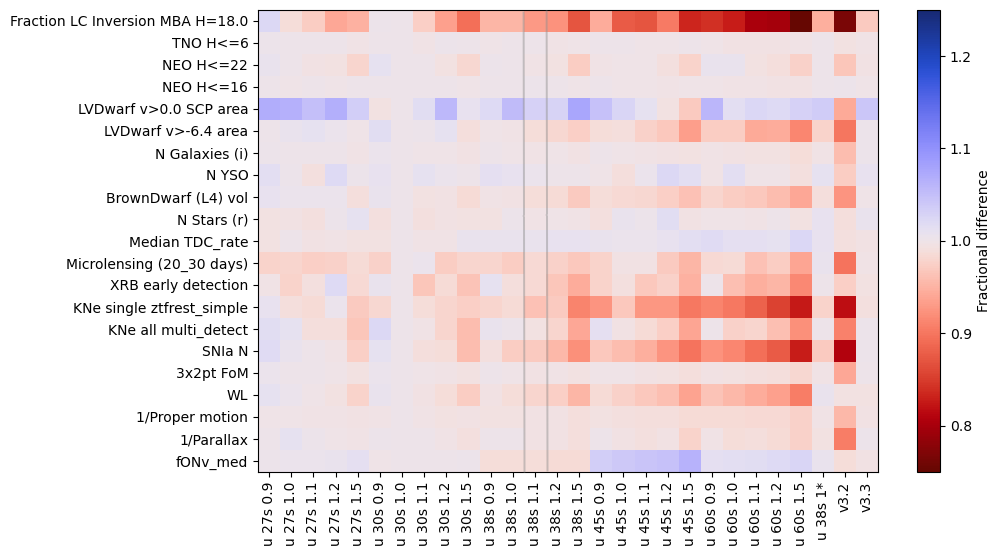 Fraction LC Inversion MBA H=18.0
TNO H<=6
NEO H<=22
NEO H<=16
LVDwarf v>0.0 SCP area
LVDwarf v>-6.4 area
N Galaxies (i)
N YSO
BrownDwarf (L4) vol
N Stars (r)
Median TDC_rate
Microlensing (20_30 days)
XRB early detection
KNe single ztfrest_simple
KNe all multi_detect
SNIa N
3x2pt FoM
WL
1/Proper motion
1/Parallax
fONv_med
u 27s 0.9
u 27s 1.0
u 27s 1.1
u 27s 1.2
u 27s 1.5
u 30s 0.9
u 30s 1.0
u 30s 1.1
u 30s 1.2
u 30s 1.5
u 38s 0.9
u 38s 1.0
u 38s 1.1
u 38s 1.2
u 38s 1.5
u 45s 0.9
u 45s 1.0
u 45s 1.1
u 45s 1.2
u 45s 1.5
u 60s 0.9
u 60s 1.0
u 60s 1.1
u 60s 1.2
u 60s 1.5
u 38s 1*
v3.2
v3.3
1.2
1.1
1.0
0.9
0.8
Fractional difference